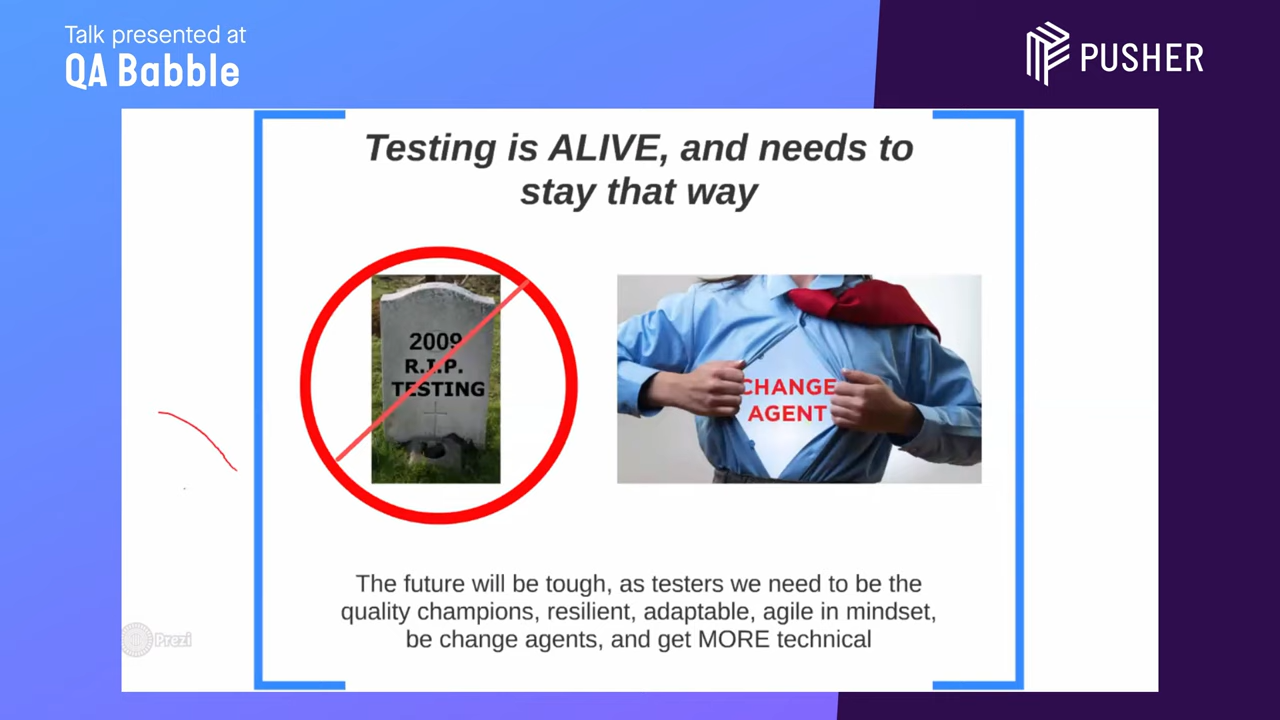 Talk presented at
QA Babble
PUSHER
Testing is ALIVE, and needs to
stay that way
2009
R.I.P.
TESTING
CHANGE
AGENT
The future will be tough, as testers we need to be the
quality champions, resilient, adaptable, agile in mindset,
be change agents, and get MORE technical
Prezi